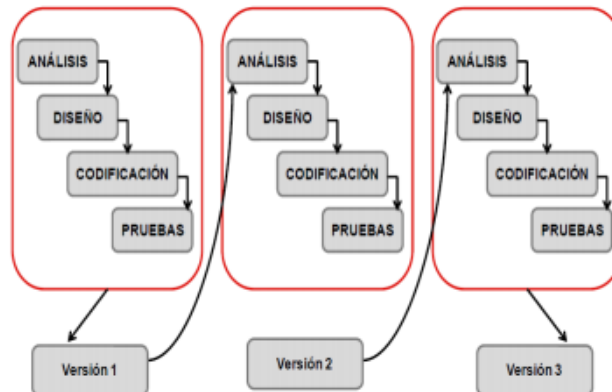 ANÁLISIS
DISEÑO
CODIFICACIÓN
PRUEBAS
Versión 1
ANÁLISIS
DISEÑO
CODIFICACIÓN
PRUEBAS
Versión 2
ANÁLISIS
DISEÑO
CODIFICACIÓN
PRUEBAS
Versión 3